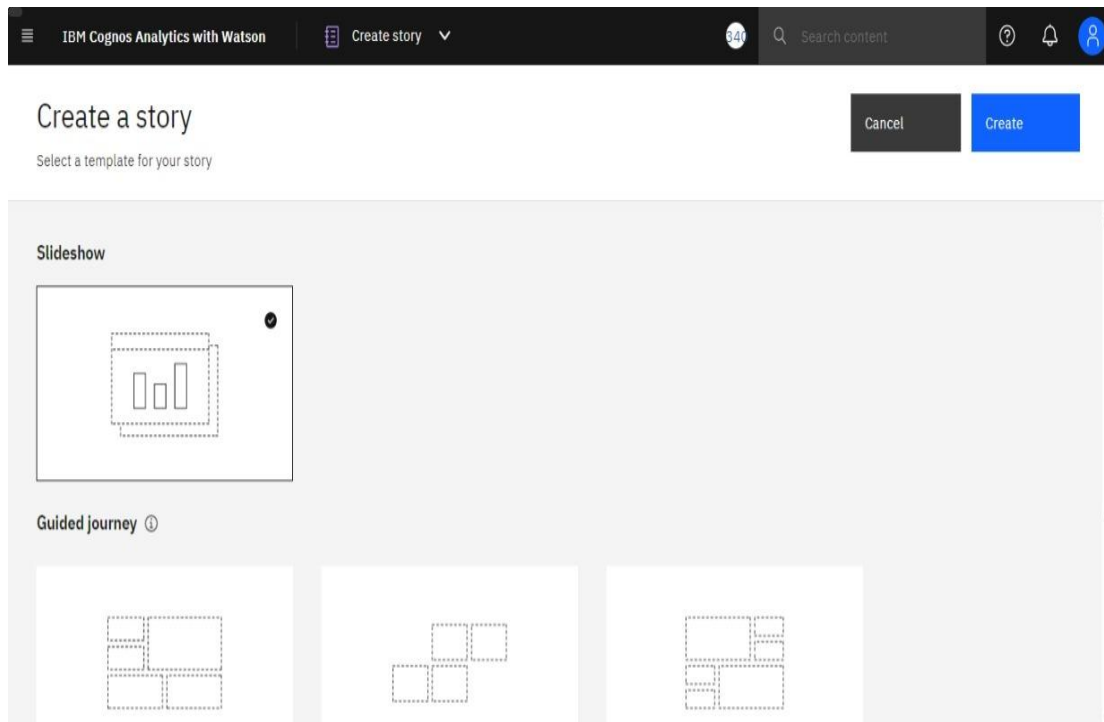 IBM Cognos Analytics with Watson
Create story
340
Search content
Create a story
Cancel
Create
Select a template for your story
Slideshow
Guided journey